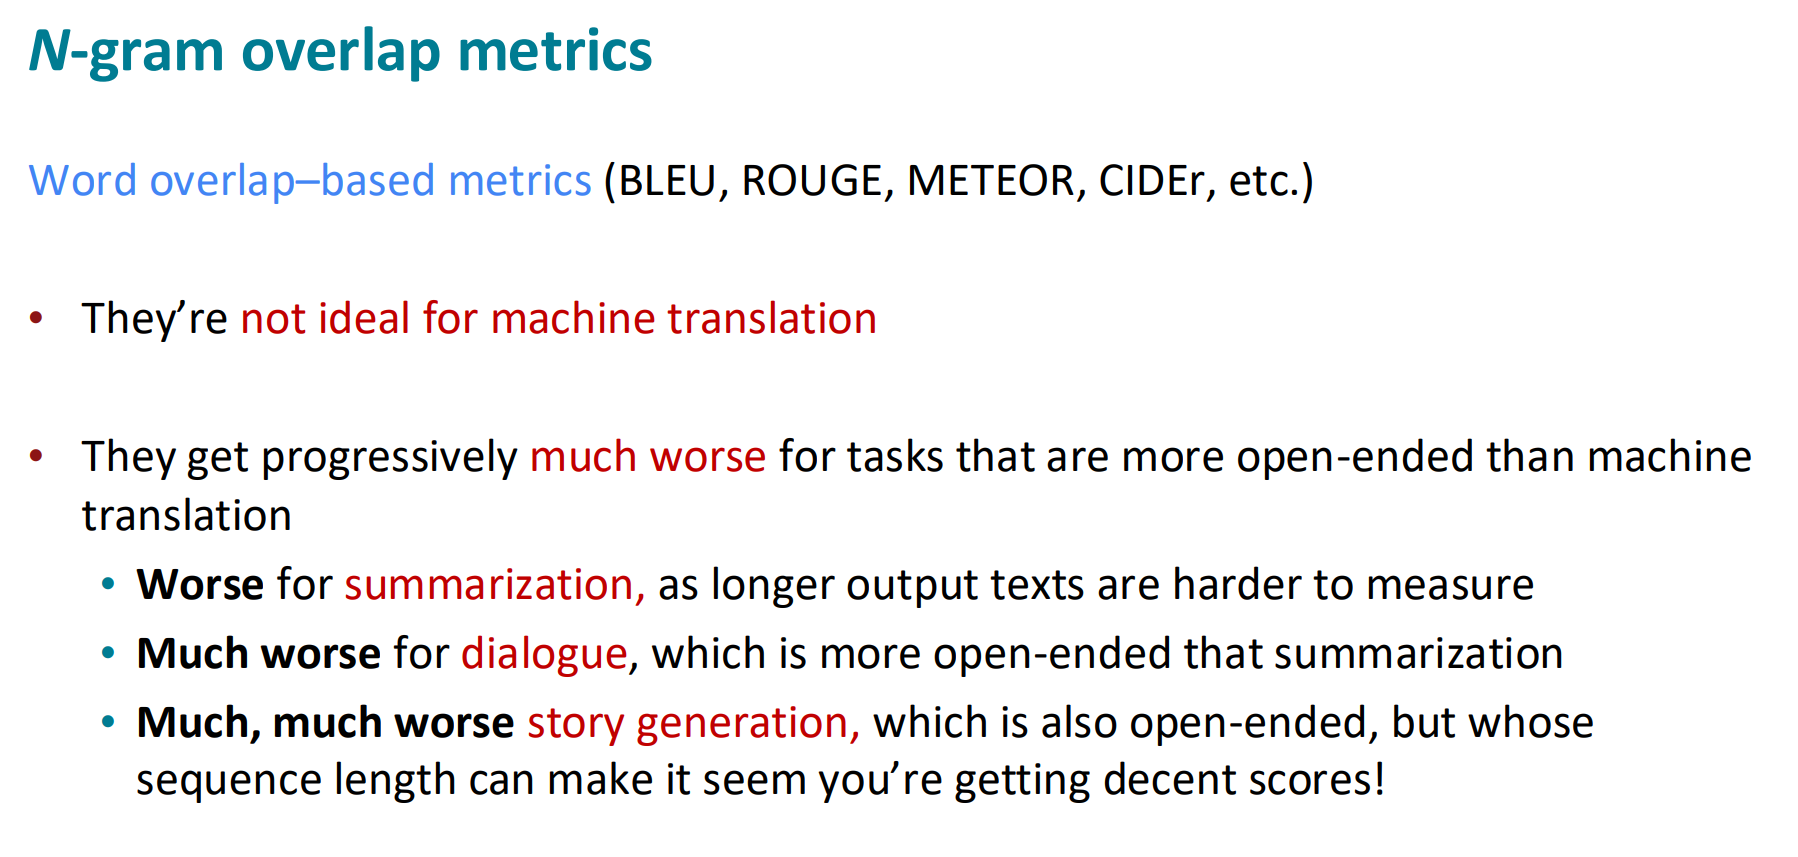 N-gram overlap metrics
Word overlap–based metrics (BLEU, ROUGE, METEOR, CIDEr, etc.)
• They’re not ideal for machine translation
• They get progressively much worse for tasks that are more open-ended than machine
translation
• Worse for summarization, as longer output texts are harder to measure
• Much worse for dialogue, which is more open-ended that summarization
• Much, much worse story generation, which is also open-ended, but whose
sequence length can make it seem you’re getting decent scores!